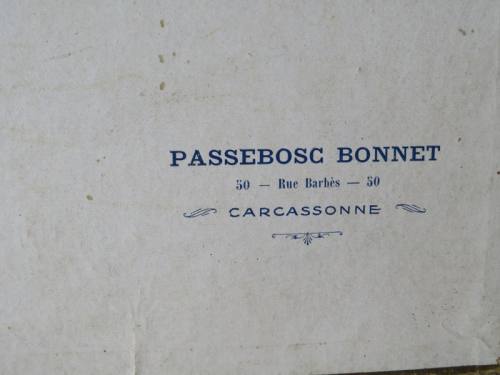 PASSEBOSC BONNET
50 — Rue Barbès — 50
CARCASSONNE